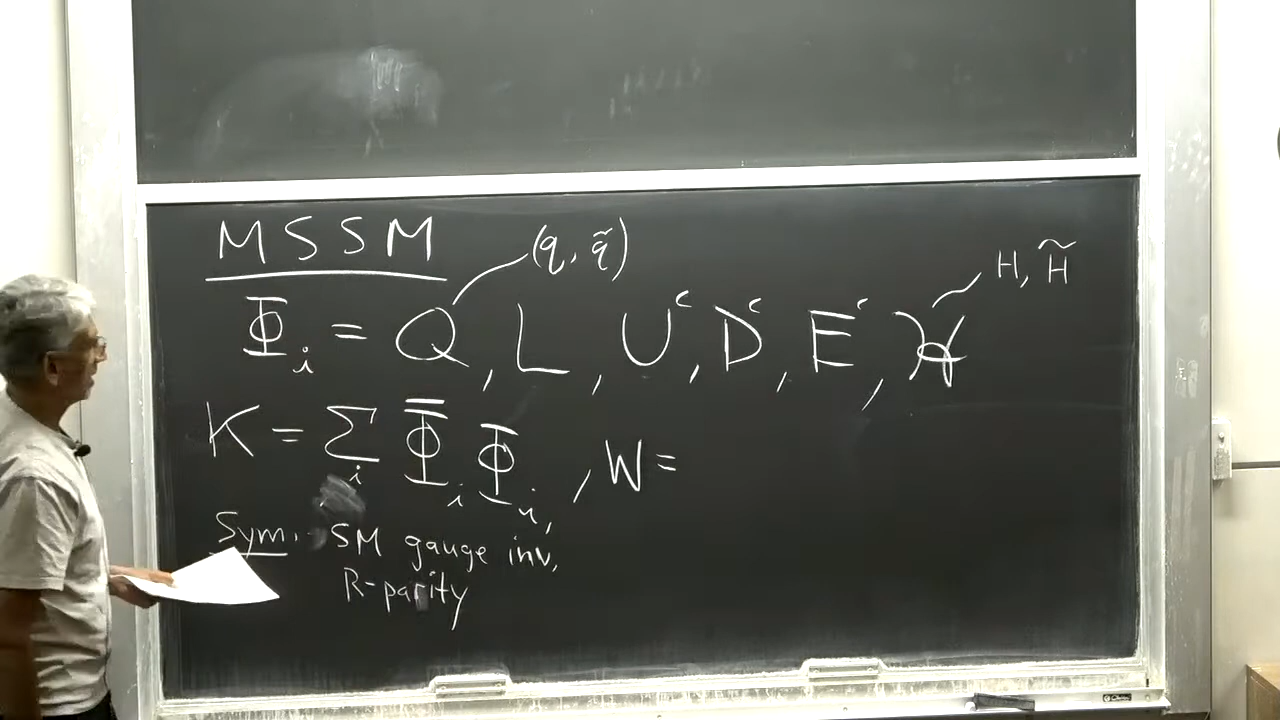 MSSM (q, q̃)
H, H̃
Φ_i = Q, L, U^c, D^c, E^c, ℋ
K = Σ_i Φ̄_i Φ_i, W =
Sym. SM gauge inv,
R-parity